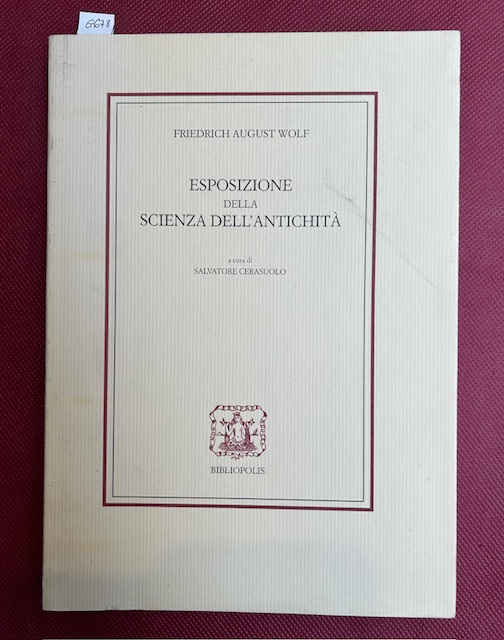 GG78
FRIEDRICH AUGUST WOLF
ESPOSIZIONE
DELLA
SCIENZA DELL'ANTICHITÀ
a cura di
SALVATORE CERASUOLO
BIBLIOPOLIS